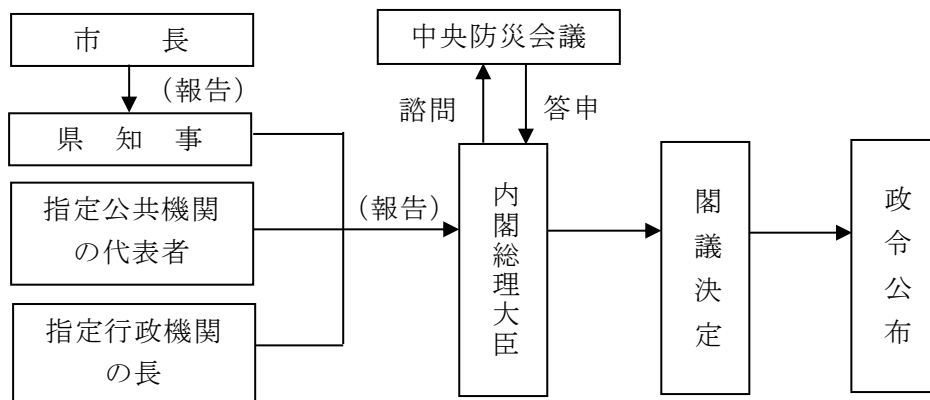 市　　長
（報告）
県　知　事
指定公共機関
の代表者
指定行政機関
の長
（報告）
中央防災会議
諮問
答申
内閣総理大臣
閣議決定
政令公布